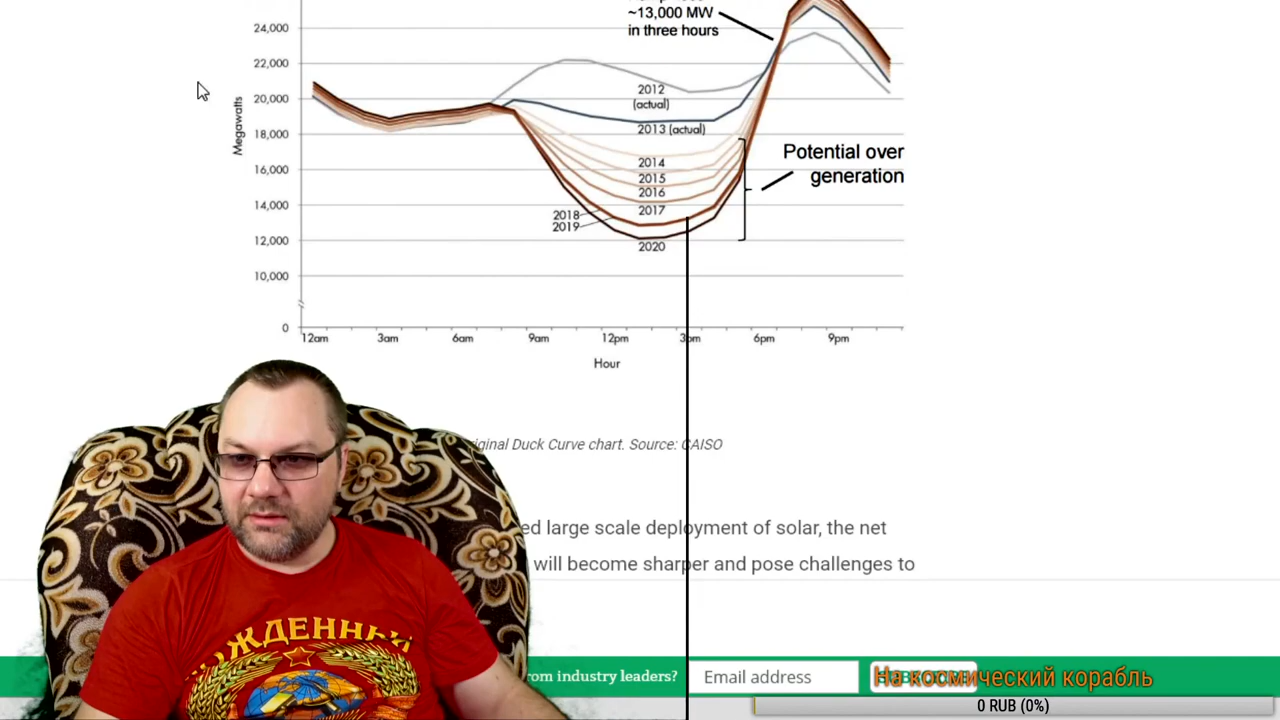 ~13,000 MW
in three hours
24,000
22,000
20,000
18,000
16,000
14,000
12,000
10,000
0
Megawatts
2012
(actual)
2013 (actual)
2014
2015
2016
2017
2018
2019
2020
Potential over
generation
12am 3am 6am 9am 12pm 3pm 6pm 9pm
Hour
ginal Duck Curve chart. Source: CAISO
ed large scale deployment of solar, the net
will become sharper and pose challenges to
ЖДЕННЫ
rom industry leaders?
Email address
На космический корабль
0 RUB (0%)